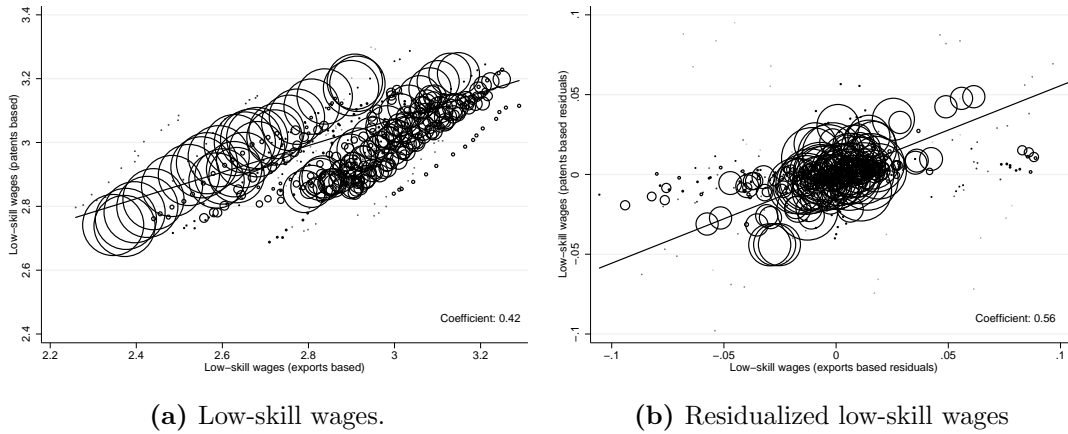 3.4
3.2
3
2.8
2.6
2.4
Low−skill wages (patents based)
Coefficient: 0.42
2.2 2.4 2.6 2.8 3 3.2
Low−skill wages (exports based)
(a) Low-skill wages.
.1
.05
0
−.05
−.1
Low−skill wages (patents based residuals)
Coefficient: 0.56
−.1 −.05 0 .05 .1
Low−skill wages (exports based residuals)
(b) Residualized low-skill wages